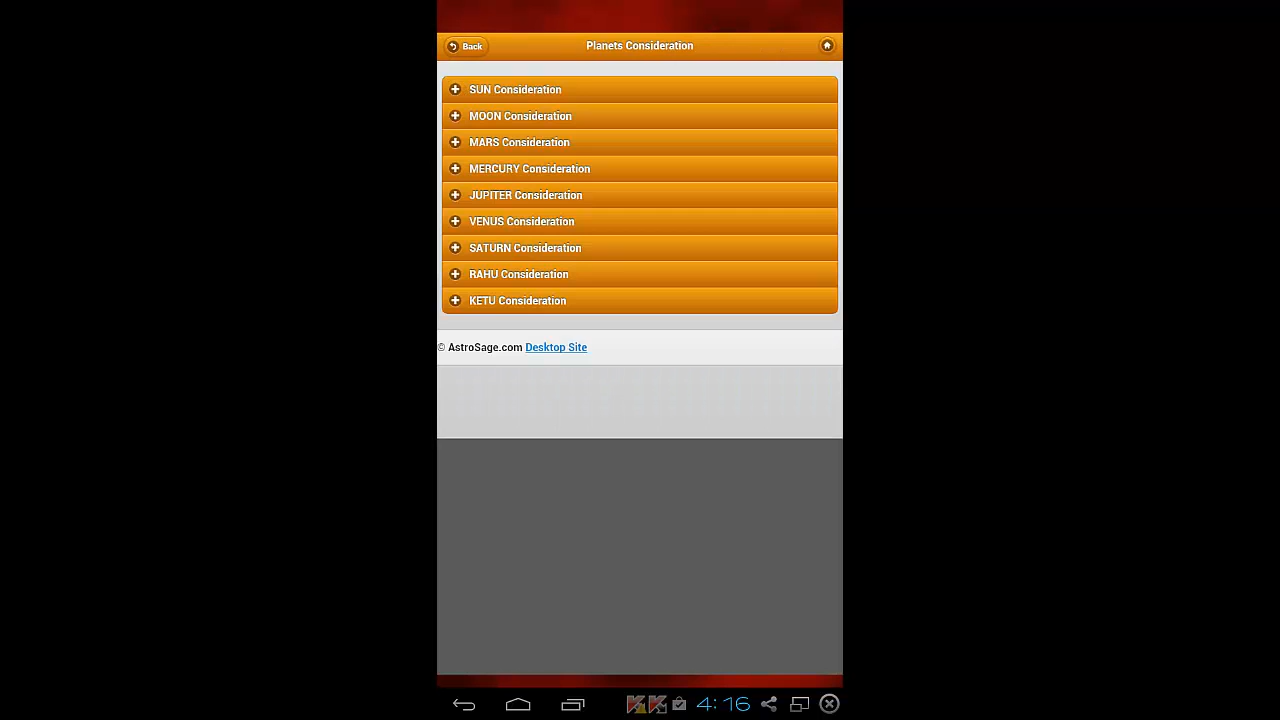 Back
Planets Consideration
SUN Consideration
MOON Consideration
MARS Consideration
MERCURY Consideration
JUPITER Consideration
VENUS Consideration
SATURN Consideration
RAHU Consideration
KETU Consideration
© AstroSage.com Desktop Site
4:16